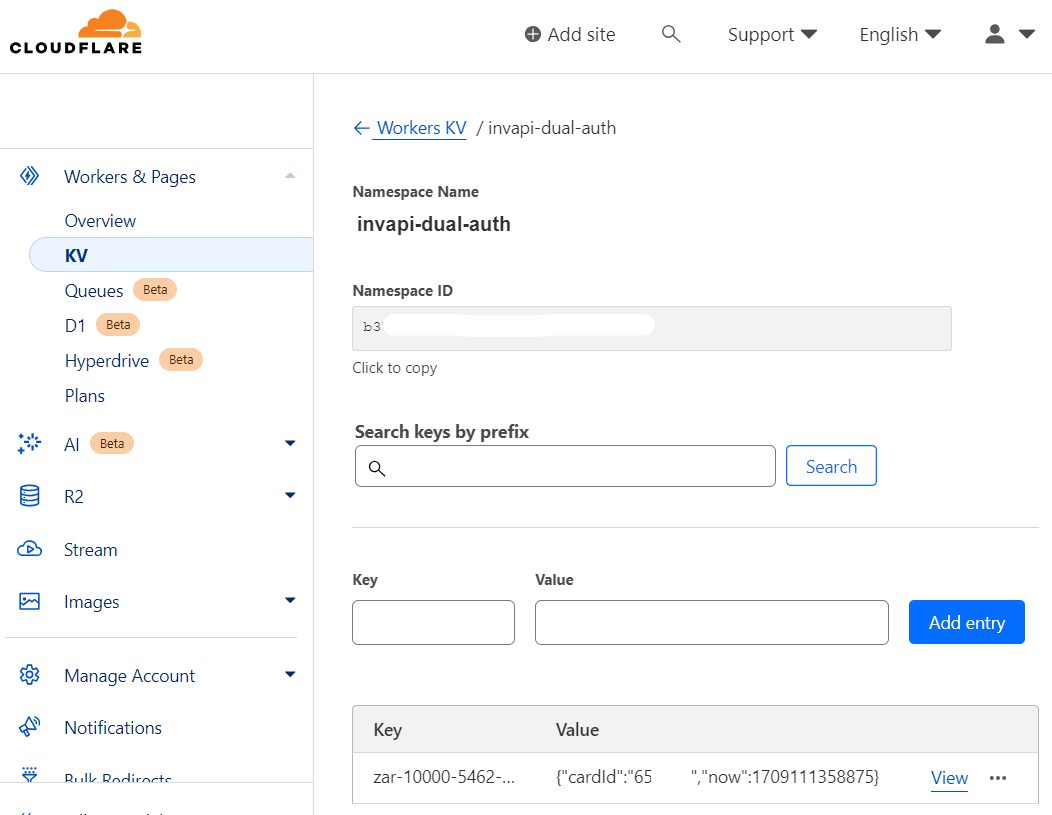 CLOUDFLARE
Add site
Support
English
Workers & Pages
Overview
KV
Queues Beta
D1 Beta
Hyperdrive Beta
Plans
AI Beta
R2
Stream
Images
Manage Account
Notifications
Bulk Redirects
← Workers KV / invapi-dual-auth
Namespace Name
invapi-dual-auth
Namespace ID
b3
Click to copy
Search keys by prefix
Search
Key Value
Add entry
Key Value
zar-10000-5462-... {"cardId":"65 ","now":1709111358875} View